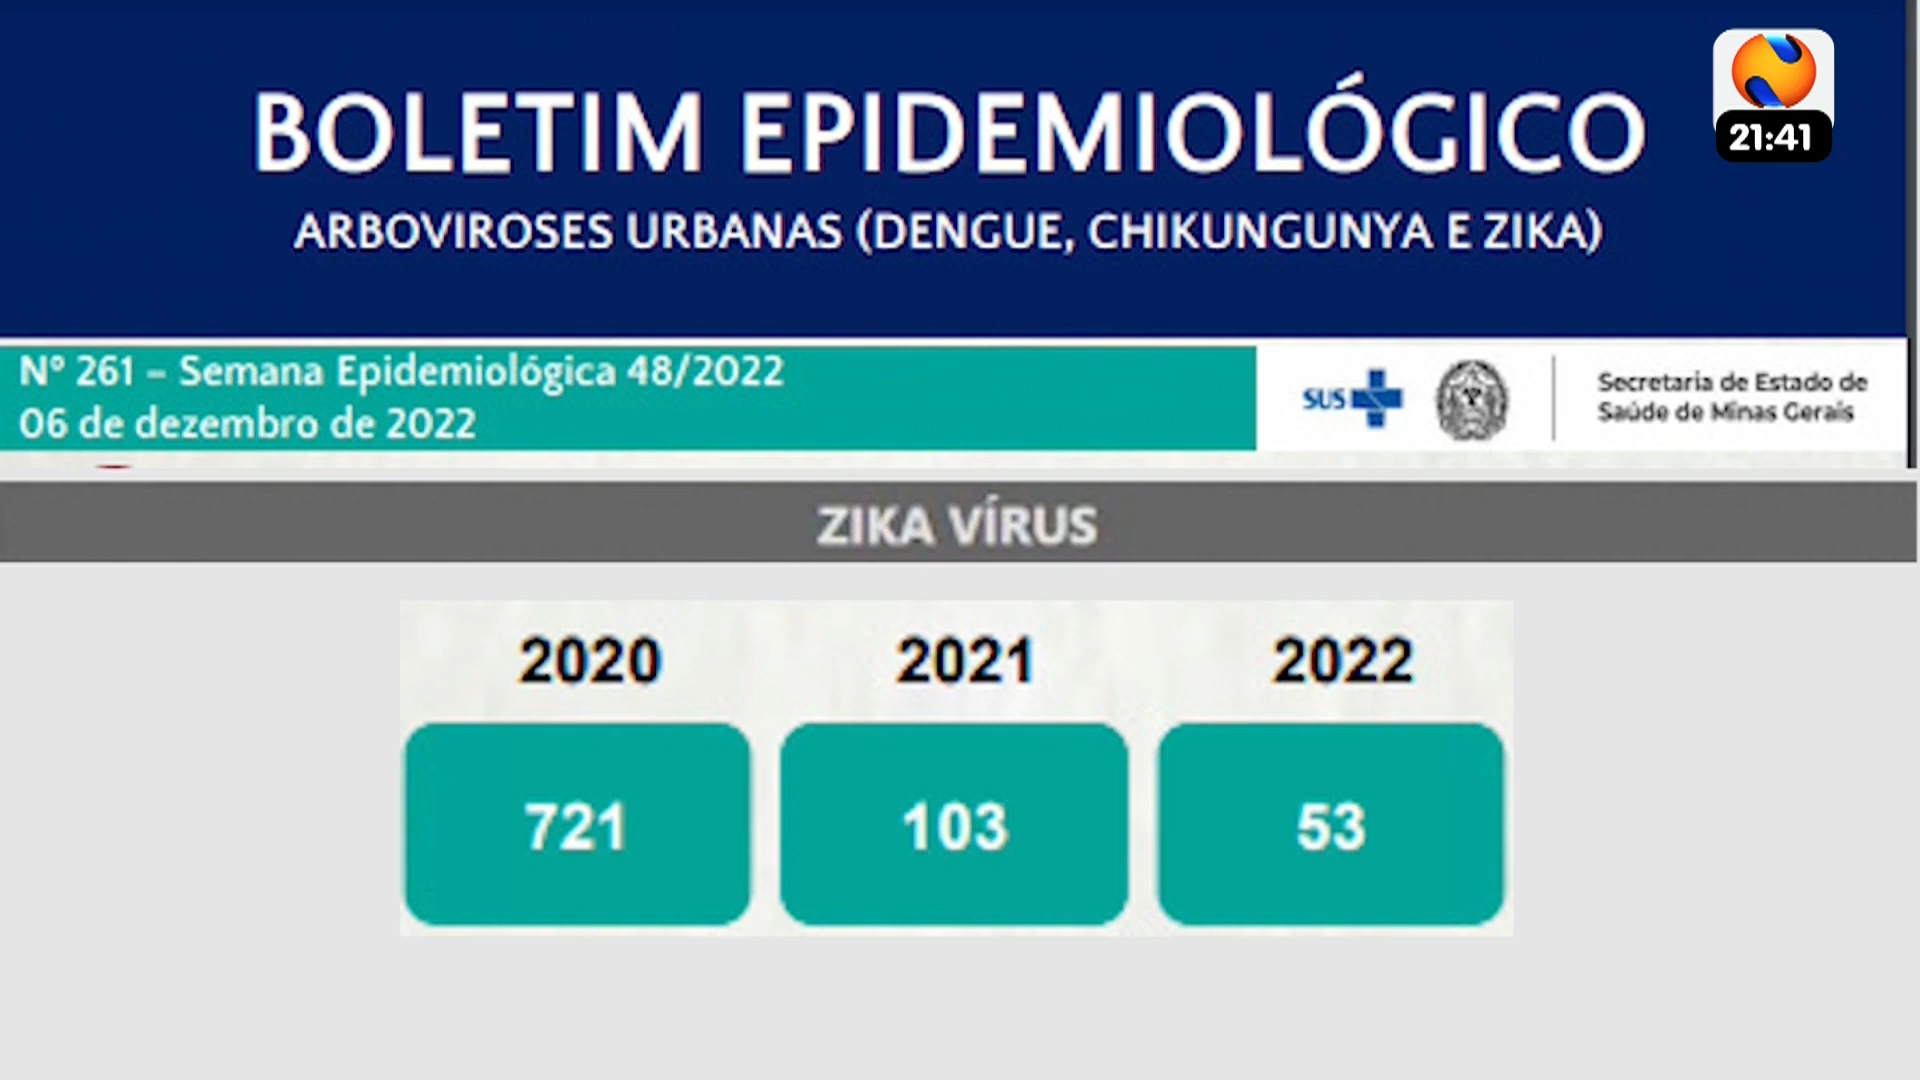 21:41
BOLETIM EPIDEMIOLÓGICO
ARBOVIROSES URBANAS (DENGUE, CHIKUNGUNYA E ZIKA)
Nº 261 – Semana Epidemiológica 48/2022
06 de dezembro de 2022
SUS
Secretaria de Estado de
Saúde de Minas Gerais
ZIKA VÍRUS
2020 2021 2022
721 103 53